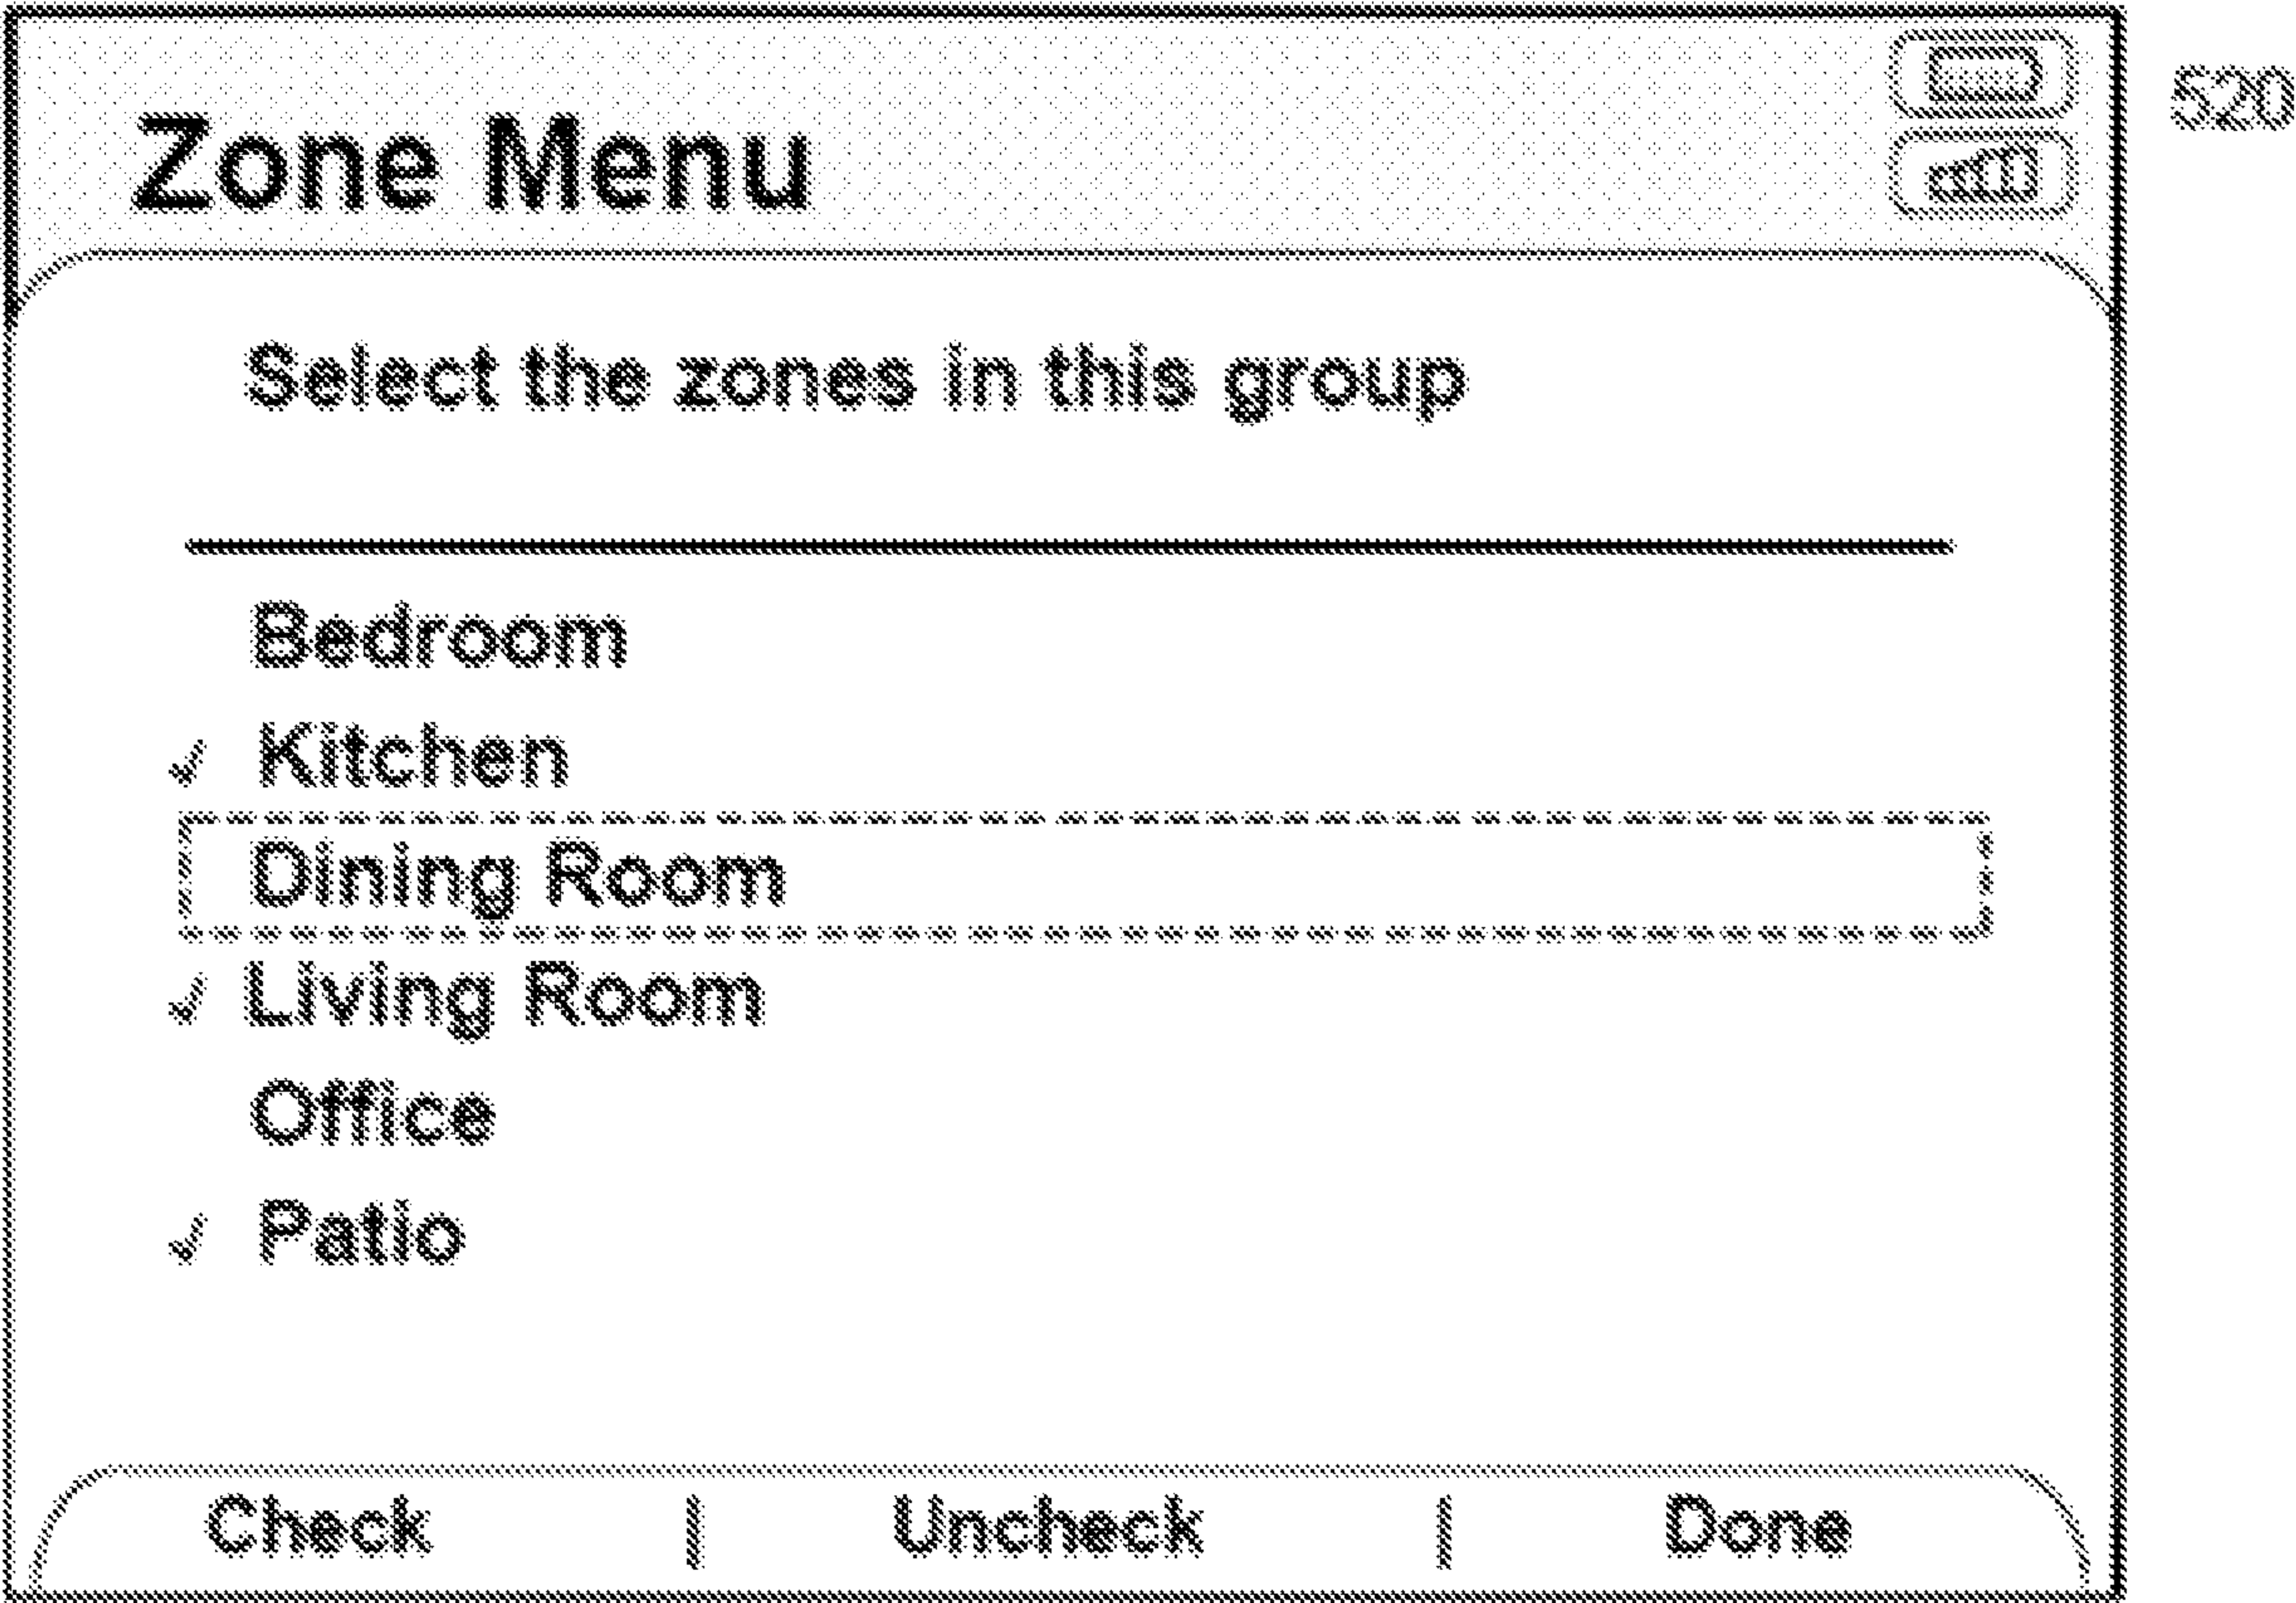 520
Zone Menu
Select the zones in this group
Bedroom
✓ Kitchen
Dining Room
✓ Living Room
Office
✓ Patio
Check | Uncheck | Done